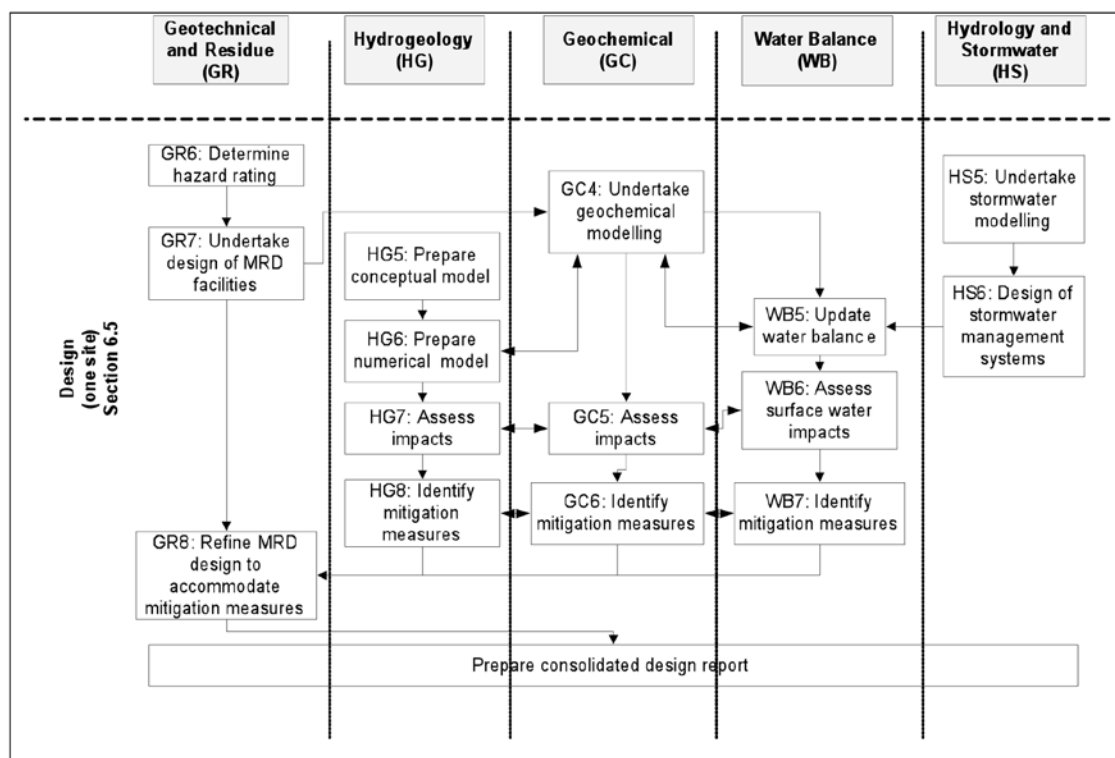 Geotechnical
and Residue
(GR)
Hydrogeology
(HG)
Geochemical
(GC)
Water Balance
(WB)
Hydrology and
Stormwater
(HS)
Design
(one site)
Section 6.5
GR6: Determine
hazard rating
GR7: Undertake
design of MRD
facilities
GR8: Refine MRD
design to
accommodate
mitigation measures
HG5: Prepare
conceptual model
HG6: Prepare
numerical model
HG7: Assess
impacts
HG8: Identify
mitigation
measures
GC4: Undertake
geochemical
modelling
GC5: Assess
impacts
GC6: Identify
mitigation measures
WB5: Update
water balance
WB6: Assess
surface water
impacts
WB7: Identify
mitigation measures
HS5: Undertake
stormwater
modelling
HS6: Design of
stormwater
management
systems
Prepare consolidated design report